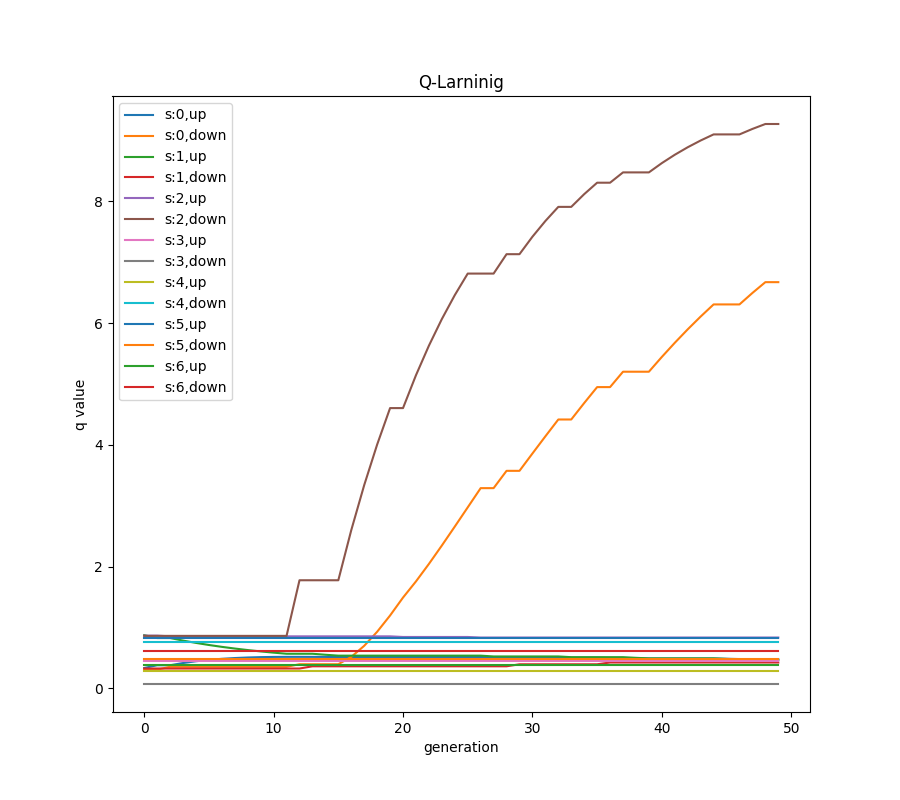 Q-Larninig
s:0,up
s:0,down
s:1,up
s:1,down
s:2,up
s:2,down
s:3,up
s:3,down
s:4,up
s:4,down
s:5,up
s:5,down
s:6,up
s:6,down
q value
8
6
4
2
0
0 10 20 30 40 50
generation